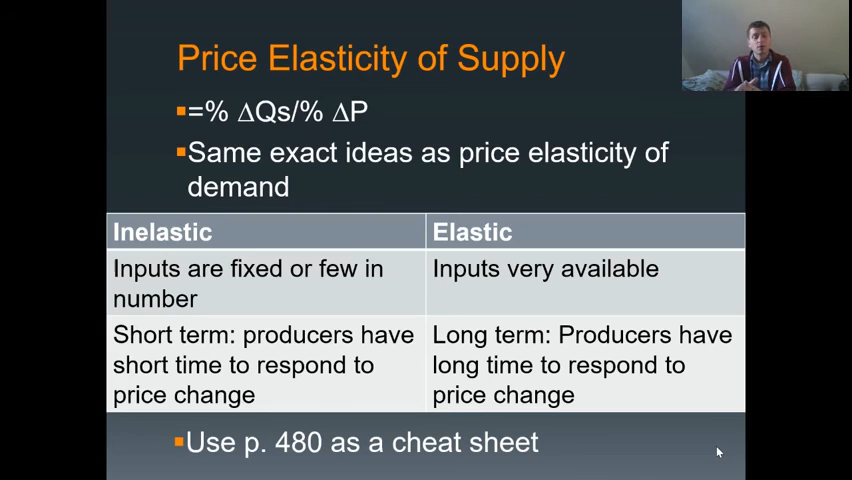 Price Elasticity of Supply
=% ∆Qs/% ∆P
Same exact ideas as price elasticity of
demand
Inelastic
Elastic
Inputs are fixed or few in
number
Inputs very available
Short term: producers have
short time to respond to
price change
Long term: Producers have
long time to respond to
price change
Use p. 480 as a cheat sheet